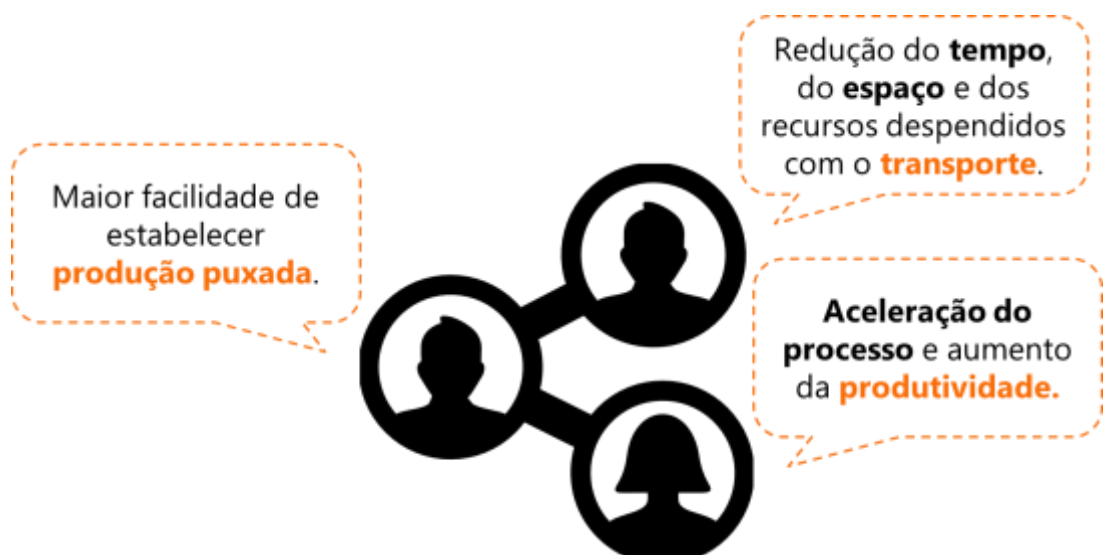 Maior facilidade de
estabelecer
produção puxada.
Redução do tempo,
do espaço e dos
recursos despendidos
com o transporte.
Aceleração do
processo e aumento
da produtividade.